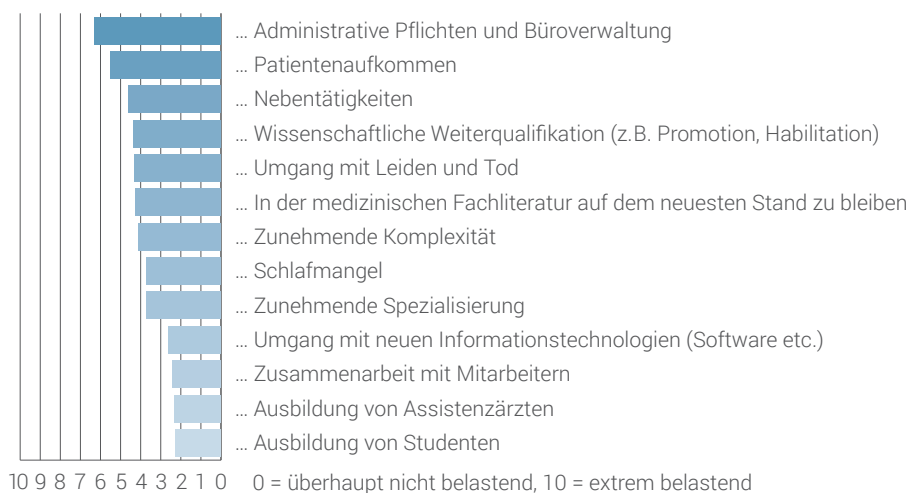 … Administrative Pflichten und Büroverwaltung
… Patientenaufkommen
… Nebentätigkeiten
… Wissenschaftliche Weiterqualifikation (z.B. Promotion, Habilitation)
… Umgang mit Leiden und Tod
… In der medizinischen Fachliteratur auf dem neuesten Stand zu bleiben
… Zunehmende Komplexität
… Schlafmangel
… Zunehmende Spezialisierung
… Umgang mit neuen Informationstechnologien (Software etc.)
… Zusammenarbeit mit Mitarbeitern
… Ausbildung von Assistenzärzten
… Ausbildung von Studenten
10 9 8 7 6 5 4 3 2 1 0 0 = überhaupt nicht belastend, 10 = extrem belastend